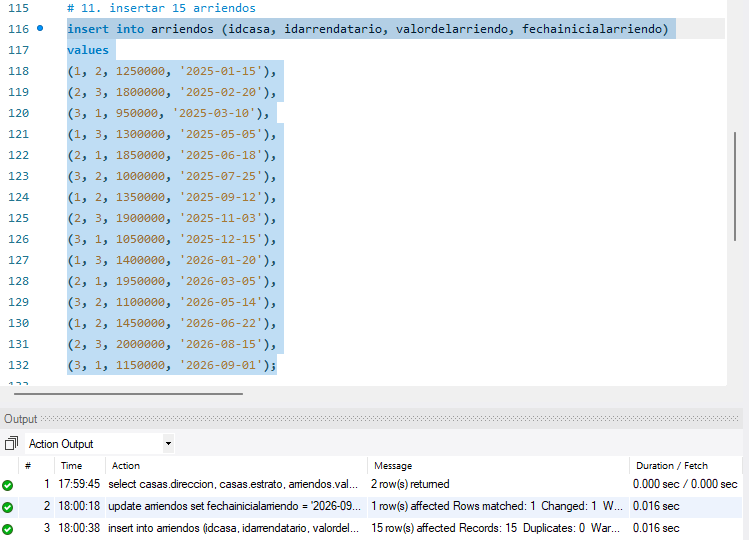 115 # 11. insertar 15 arriendos
116 insert into arriendos (idcasa, idarrendatario, valordelarriendo, fechainicialarriendo)
117 values
118 (1, 2, 1250000, '2025-01-15'),
119 (2, 3, 1800000, '2025-02-20'),
120 (3, 1, 950000, '2025-03-10'),
121 (1, 3, 1300000, '2025-05-05'),
122 (2, 1, 1850000, '2025-06-18'),
123 (3, 2, 1000000, '2025-07-25'),
124 (1, 2, 1350000, '2025-09-12'),
125 (2, 3, 1900000, '2025-11-03'),
126 (3, 1, 1050000, '2025-12-15'),
127 (1, 3, 1400000, '2026-01-20'),
128 (2, 1, 1950000, '2026-03-05'),
129 (3, 2, 1100000, '2026-05-14'),
130 (1, 2, 1450000, '2026-06-22'),
131 (2, 3, 2000000, '2026-08-15'),
132 (3, 1, 1150000, '2026-09-01');
Output
Action Output
# Time Action Message Duration / Fetch
1 17:59:45 select casas.direccion, casas.estrato, arriendos.val... 2 row(s) returned 0.000 sec / 0.000 sec
2 18:00:18 update arriendos set fechainicialarriendo = '2026-09... 1 row(s) affected Rows matched: 1 Changed: 1 W... 0.016 sec
3 18:00:38 insert into arriendos (idcasa, idarrendatario, valordel... 15 row(s) affected Records: 15 Duplicates: 0 War... 0.016 sec